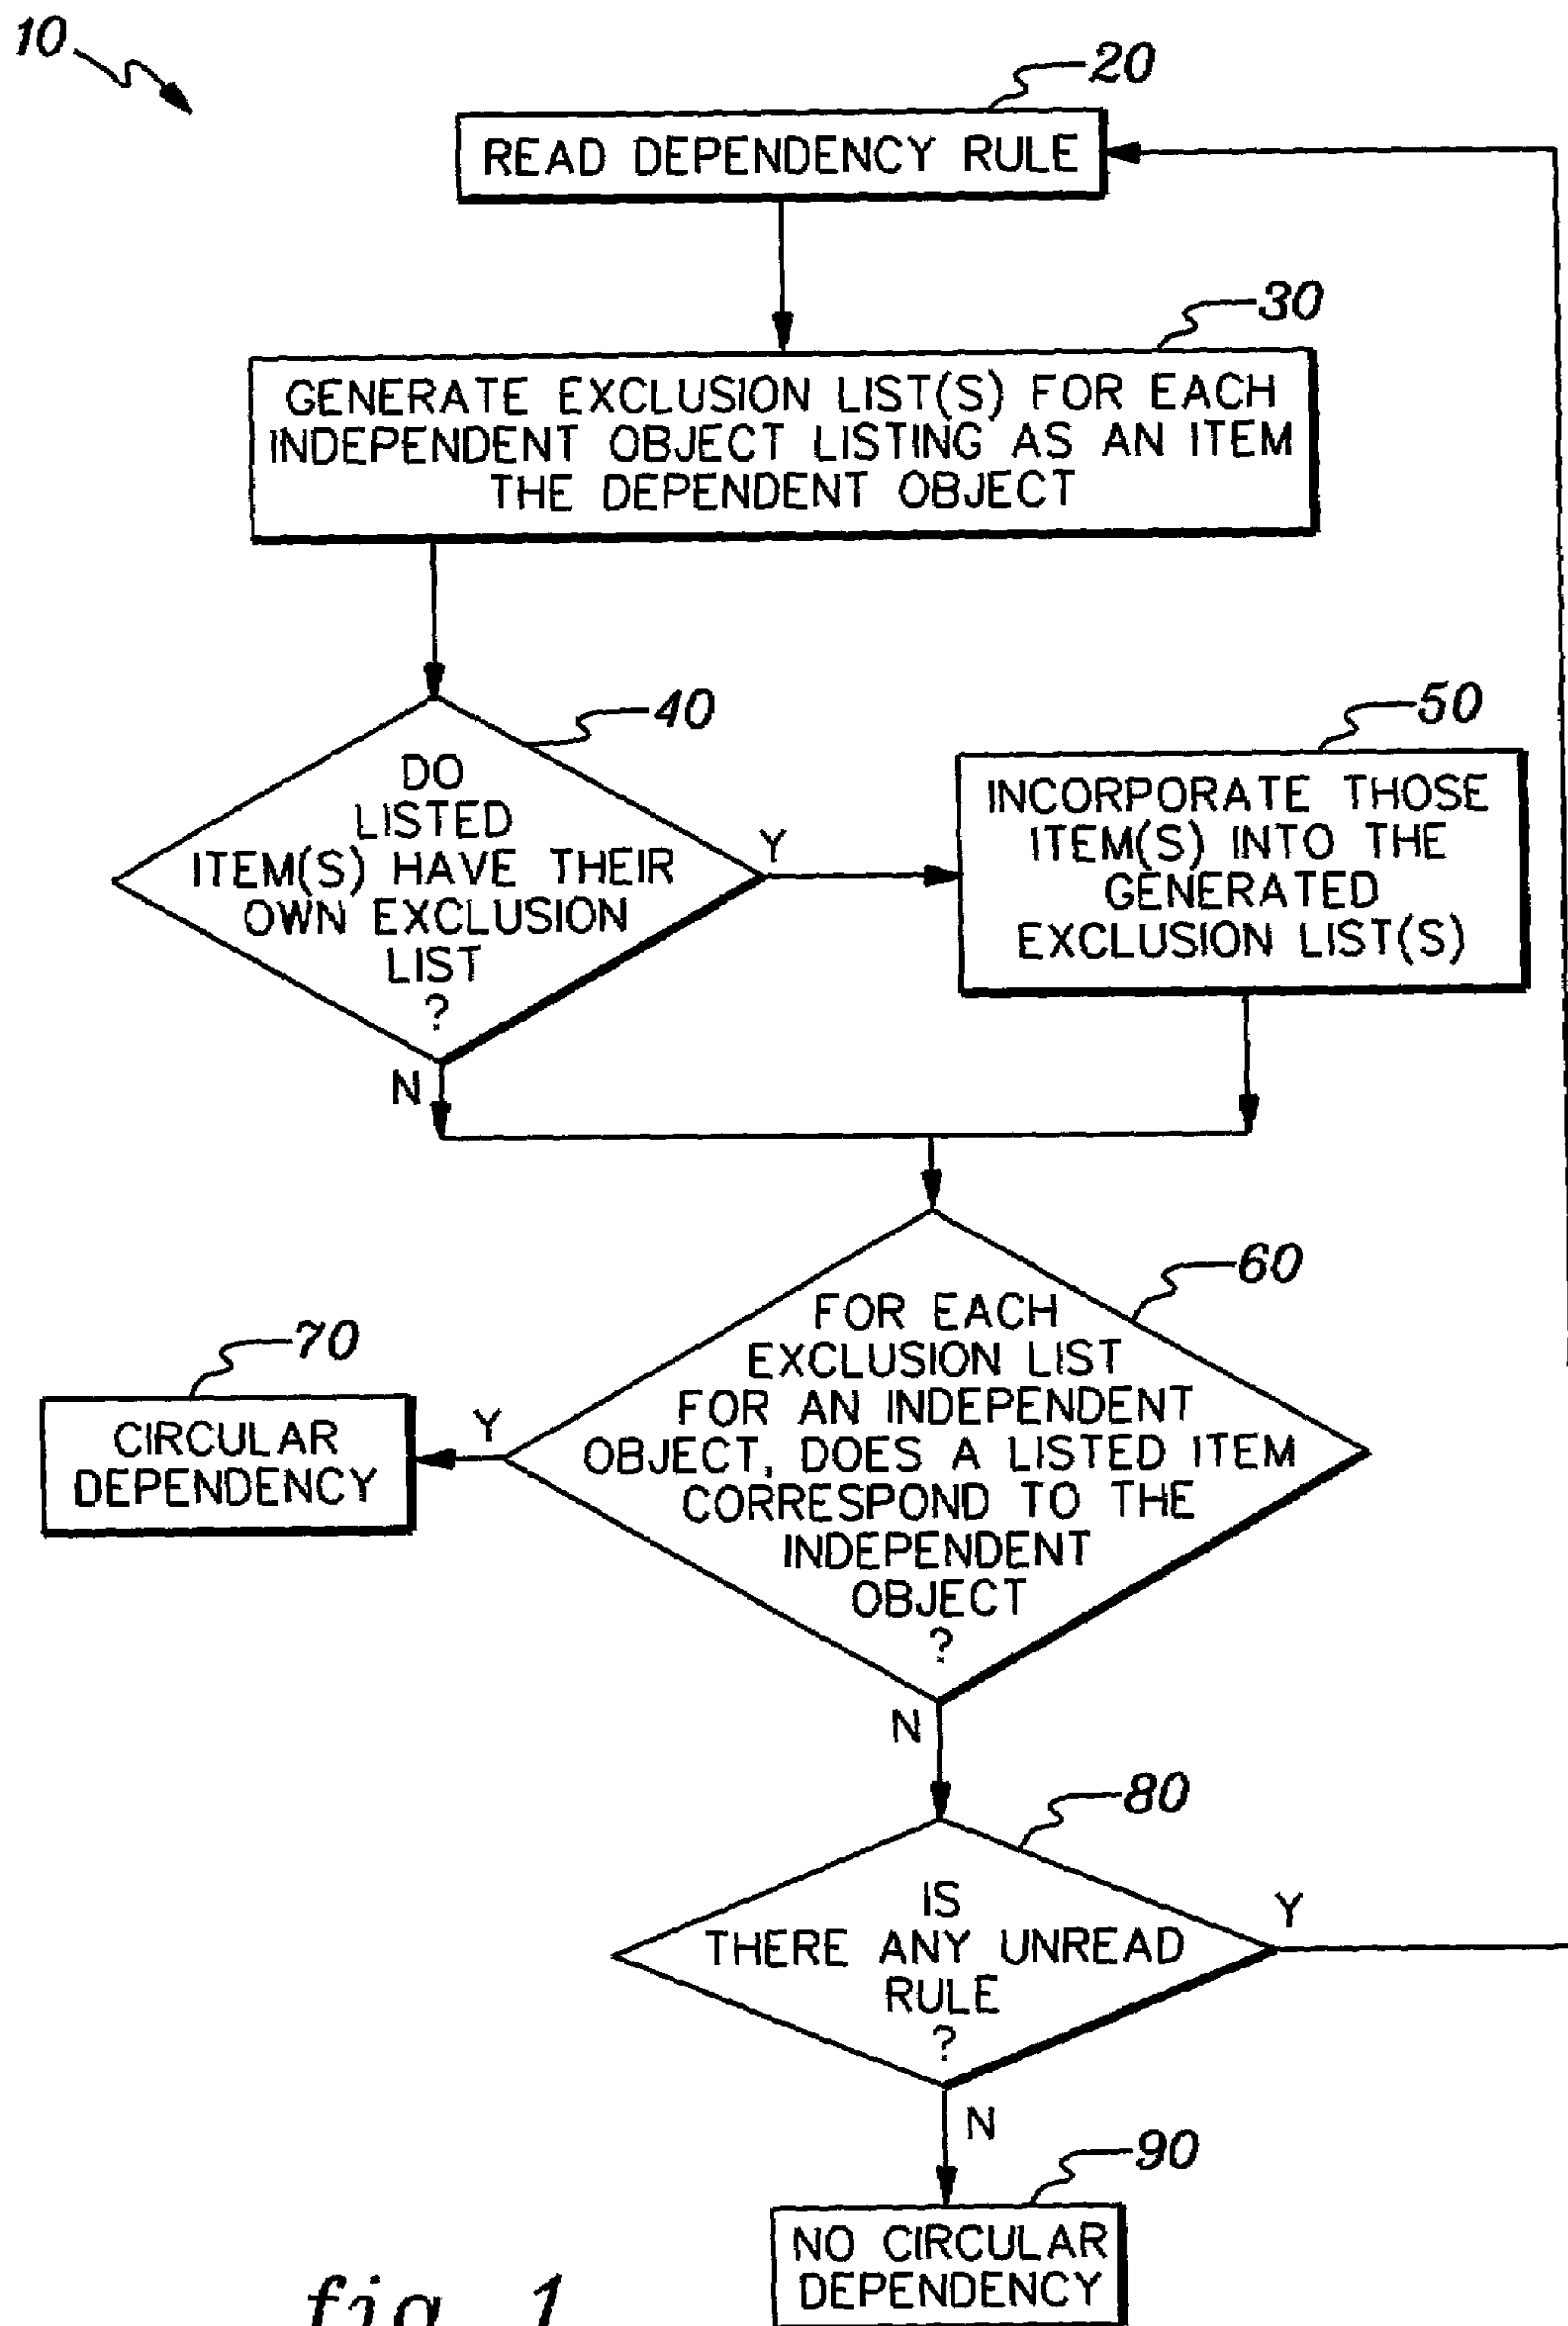 10
20
READ DEPENDENCY RULE
30
GENERATE EXCLUSION LIST(S) FOR EACH
INDEPENDENT OBJECT LISTING AS AN ITEM
THE DEPENDENT OBJECT
40
DO
LISTED
ITEM(S) HAVE THEIR
OWN EXCLUSION
LIST
?
Y
N
50
INCORPORATE THOSE
ITEM(S) INTO THE
GENERATED
EXCLUSION LIST(S)
60
FOR EACH
EXCLUSION LIST
FOR AN INDEPENDENT
OBJECT, DOES A LISTED ITEM
CORRESPOND TO THE
INDEPENDENT
OBJECT
?
Y
N
70
CIRCULAR
DEPENDENCY
80
IS
THERE ANY UNREAD
RULE
?
Y
N
90
NO CIRCULAR
DEPENDENCY
fig. 1